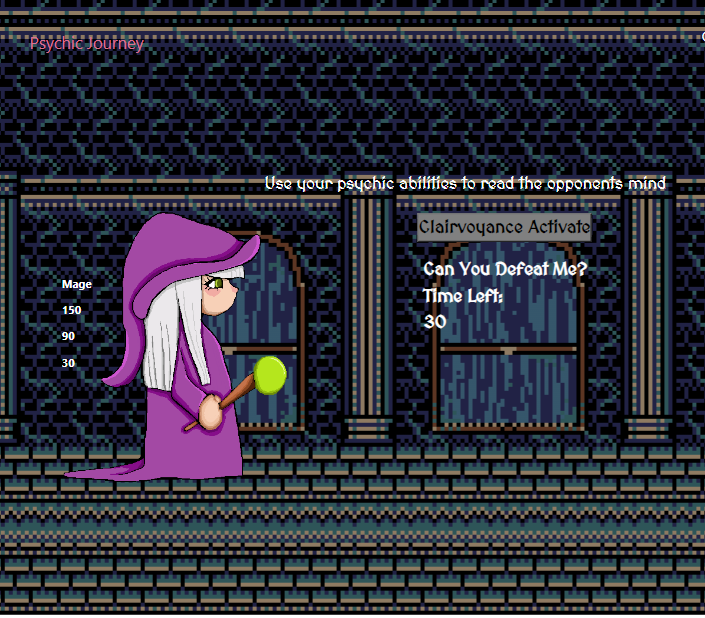 Psychic Journey
Use your psychic abilities to read the opponents mind
Clairvoyance Activate
Can You Defeat Me?
Time Left:
30
Mage
150
90
30